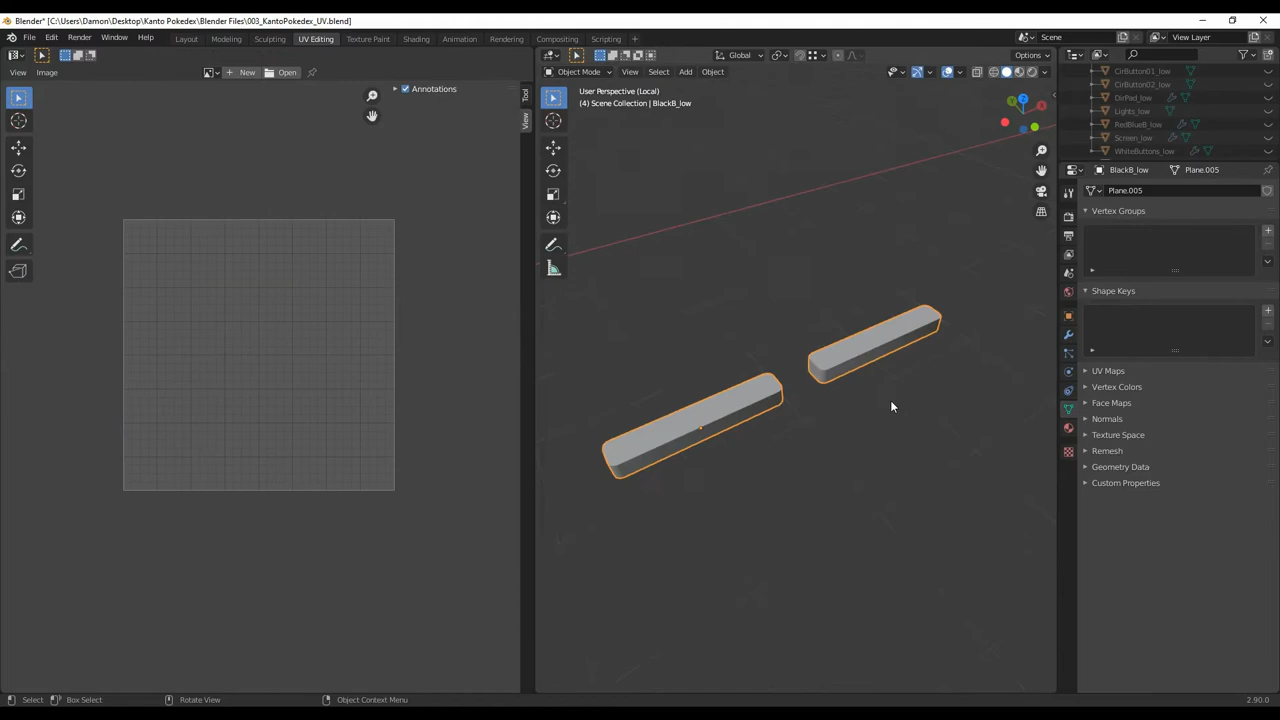 Blender* [C:\Users\Damon\Desktop\Kanto Pokedex\Blender Files\003_KantoPokedex_UV.blend]
File Edit Render Window Help Layout Modeling Sculpting UV Editing Texture Paint Shading Animation Rendering Compositing Scripting + Scene View Layer
New Open Global Options
View Image Object Mode View Select Add Object
Annotations
Tool
View
User Perspective (Local)
(4) Scene Collection | BlackB_low
CirButton01_low
CirButton02_low
DirPad_low
Lights_low
RedBlueB_low
Screen_low
WhiteButtons_low
BlackB_low Plane.005
Plane.005
Vertex Groups
Shape Keys
UV Maps
Vertex Colors
Face Maps
Normals
Texture Space
Remesh
Geometry Data
Custom Properties
Select Box Select Rotate View Object Context Menu 2.90.0